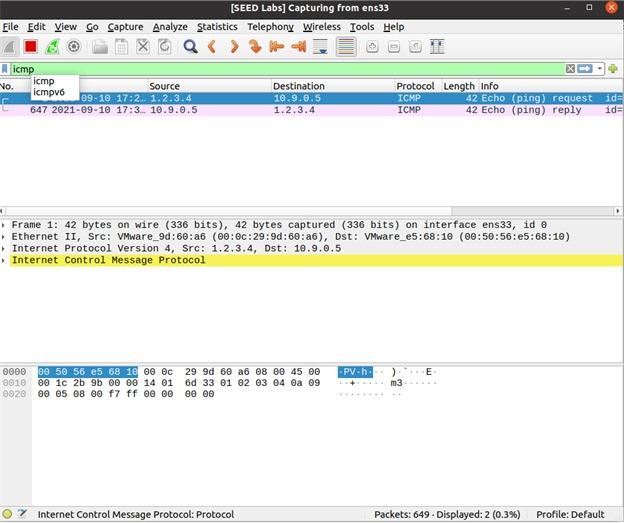 [SEED Labs] Capturing from ens33
File Edit View Go Capture Analyze Statistics Telephony Wireless Tools Help
icmp
icmp
icmpv6
No. Source Destination Protocol Length Info
09-10 17:2… 1.2.3.4 10.9.0.5 ICMP 42 Echo (ping) request id=
647 2021-09-10 17:3… 10.9.0.5 1.2.3.4 ICMP 42 Echo (ping) reply id=
Frame 1: 42 bytes on wire (336 bits), 42 bytes captured (336 bits) on interface ens33, id 0
Ethernet II, Src: VMware_9d:60:a6 (00:0c:29:9d:60:a6), Dst: VMware_e5:68:10 (00:50:56:e5:68:10)
Internet Protocol Version 4, Src: 1.2.3.4, Dst: 10.9.0.5
Internet Control Message Protocol
0000 00 50 56 e5 68 10 00 0c 29 9d 60 a6 08 00 45 00 ·PV·h··· )·`···E·
0010 00 1c 2b 9b 00 00 14 01 6d 33 01 02 03 04 0a 09 ··+····· m3······
0020 00 05 08 00 f7 ff 00 00 00 00 ········ ··
Internet Control Message Protocol: Protocol Packets: 649 · Displayed: 2 (0.3%) Profile: Default